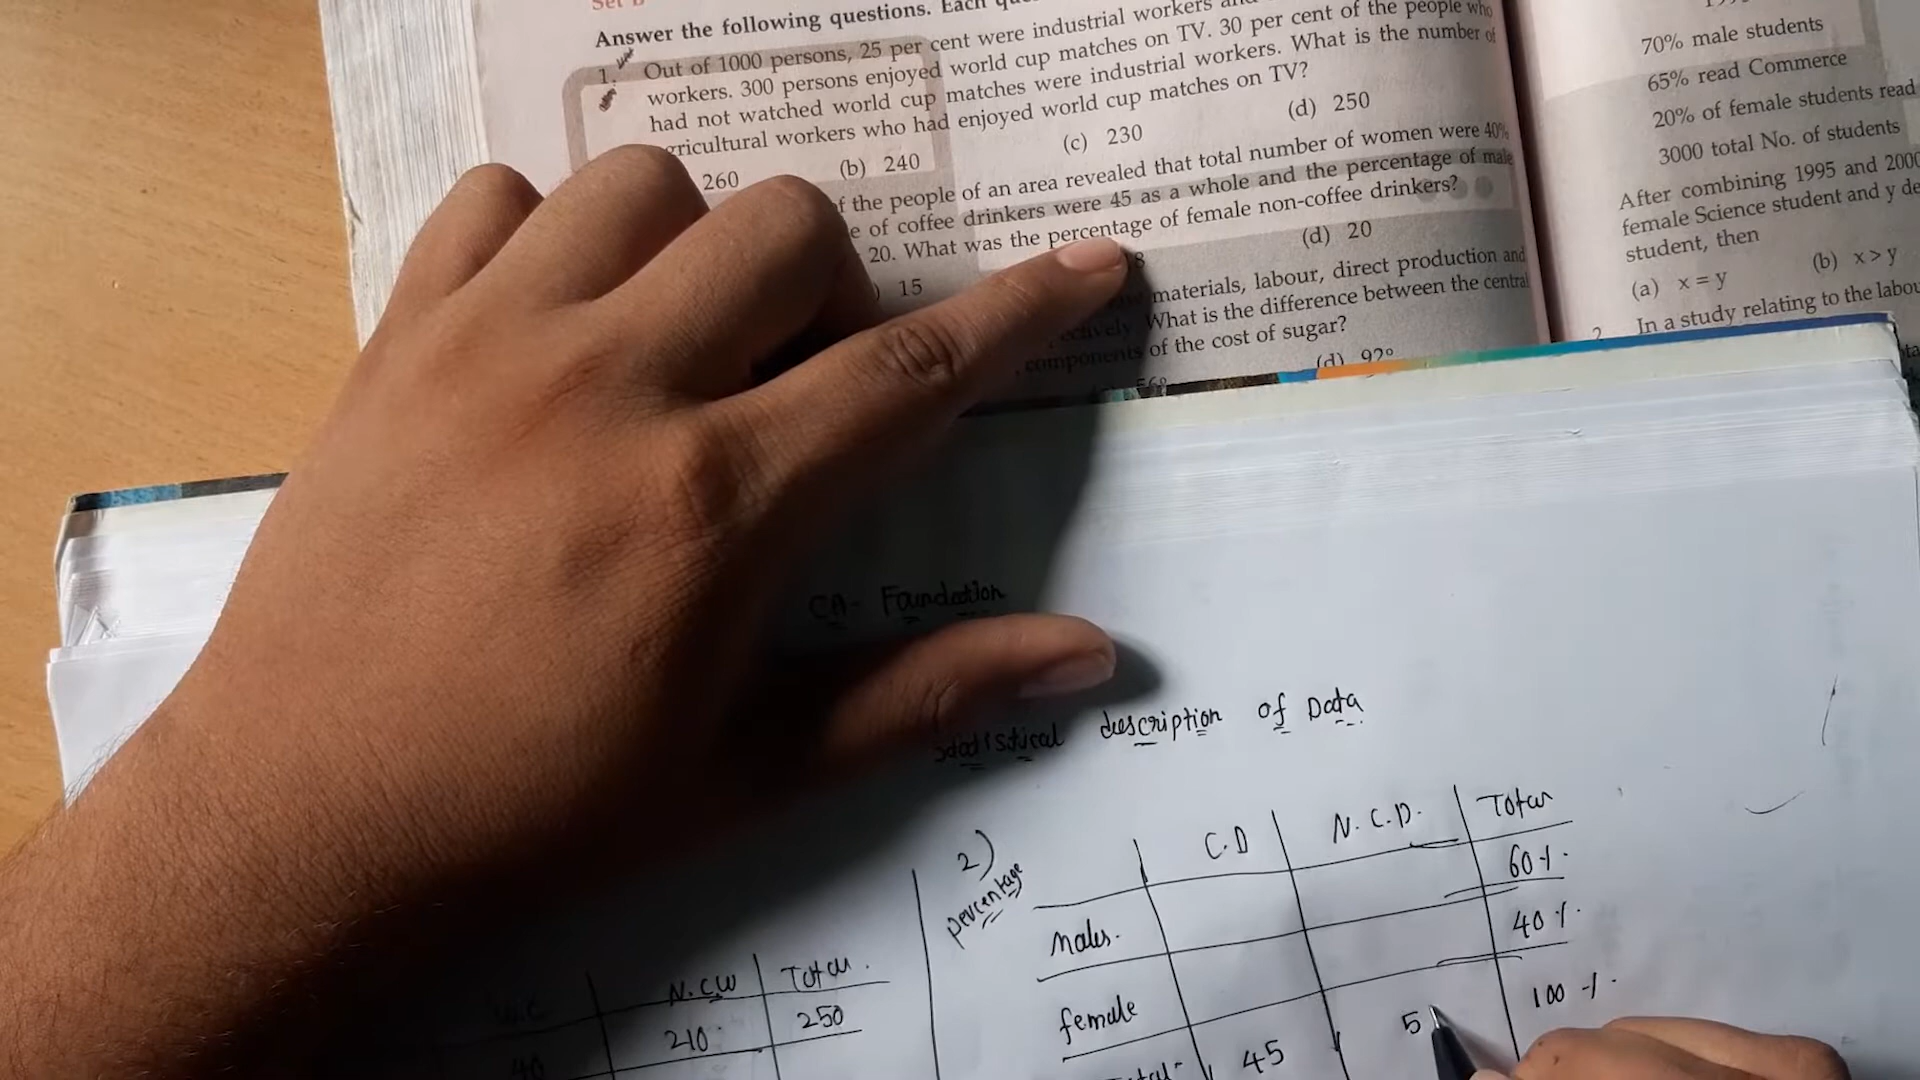 Answer the following questions. Each
1. Out of 1000 persons, 25 per cent were industrial workers
workers. 300 persons enjoyed world cup matches on TV. 30 per cent of the people who
had not watched world cup matches were industrial workers. What is the number of
agricultural workers who had enjoyed world cup matches on TV?
260 (b) 240 (c) 230 (d) 250
of the people of an area revealed that total number of women were 40%
of coffee drinkers were 45 as a whole and the percentage of male
20. What was the percentage of female non-coffee drinkers?
15 8 (d) 20
materials, labour, direct production and
What is the difference between the central
components of the cost of sugar?
(d) 92°
70% male students
65% read Commerce
20% of female students read
3000 total No. of students
After combining 1995 and 2000
female Science student and y de
student, then
(a) x = y (b) x > y
2. In a study relating to the labou
CA- Foundation
Statistical description of Data
N.CW Total
210 250
40
2)
percentage
C.D N.C.D. Total
Males. 60%
female 40%
45 5 100%